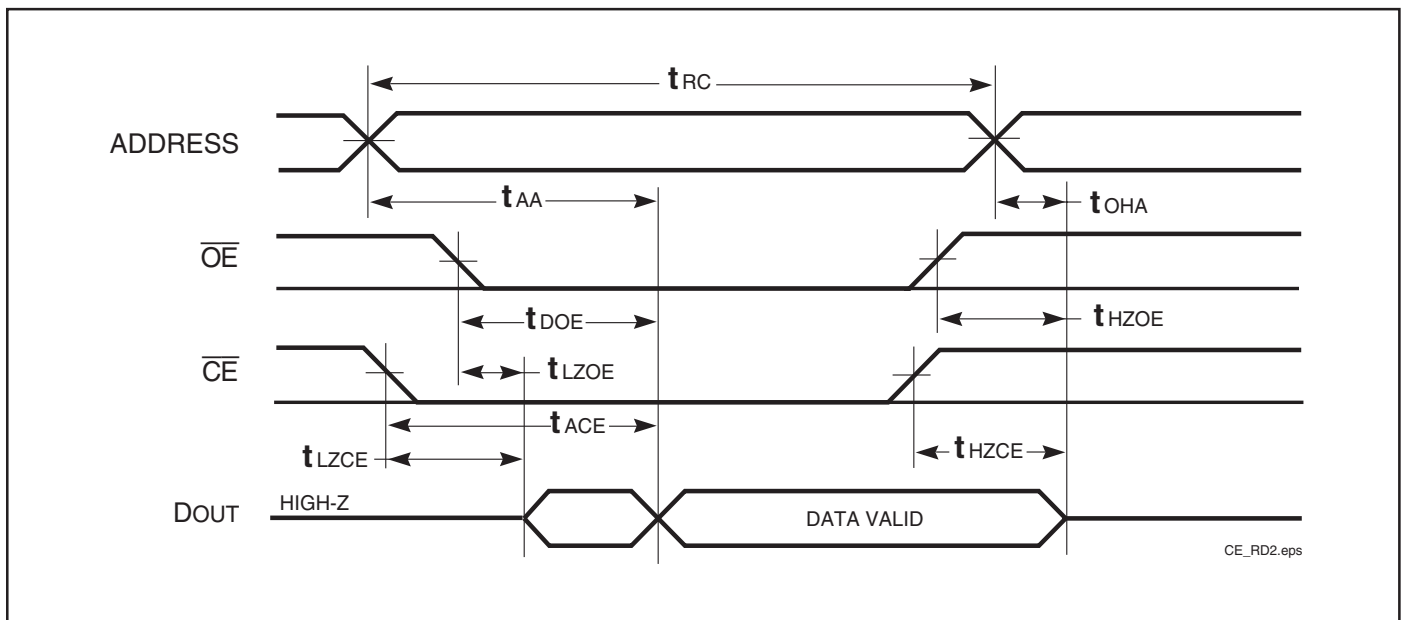 tRC
ADDRESS
tAA
tOHA
OE
tDOE
tHZOE
CE
tLZOE
tACE
tLZCE
tHZCE
HIGH-Z
DOUT
DATA VALID
CE_RD2.eps